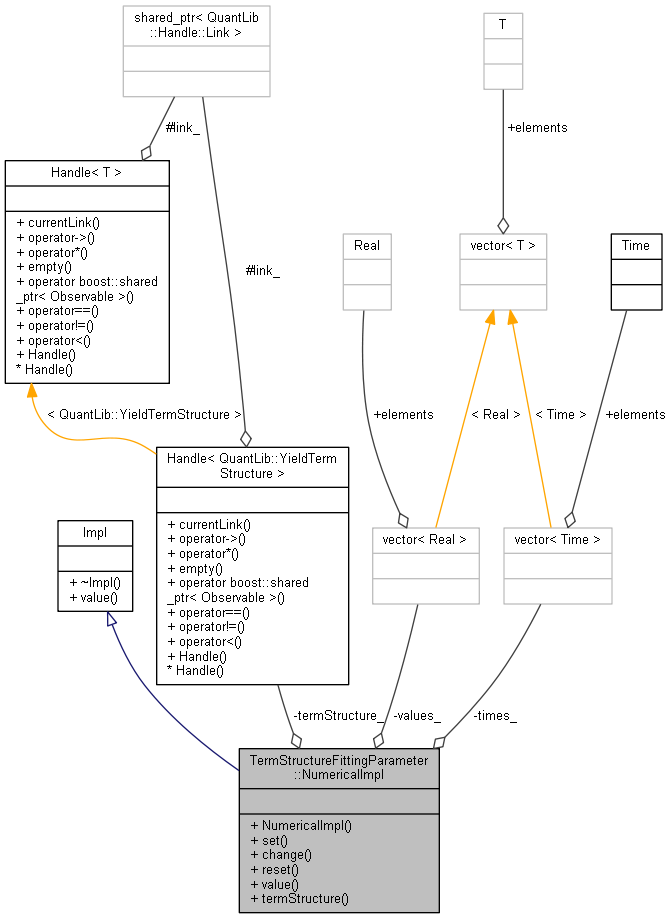 shared_ptr< QuantLib
::Handle::Link >
T
#link_
+elements
Handle< T >
+ currentLink()
+ operator->()
+ operator*()
+ empty()
+ operator boost::shared
_ptr< Observable >()
+ operator==()
+ operator!=()
+ operator<()
+ Handle()
* Handle()
Real
vector< T >
Time
#link_
< QuantLib::YieldTermStructure >
+elements
< Real >
< Time >
+elements
Handle< QuantLib::YieldTerm
Structure >
+ currentLink()
+ operator->()
+ operator*()
+ empty()
+ operator boost::shared
_ptr< Observable >()
+ operator==()
+ operator!=()
+ operator<()
+ Handle()
* Handle()
Impl
+ ~Impl()
+ value()
vector< Real >
vector< Time >
-termStructure_
-values_
-times_
TermStructureFittingParameter
::NumericalImpl
+ NumericalImpl()
+ set()
+ change()
+ reset()
+ value()
+ termStructure()